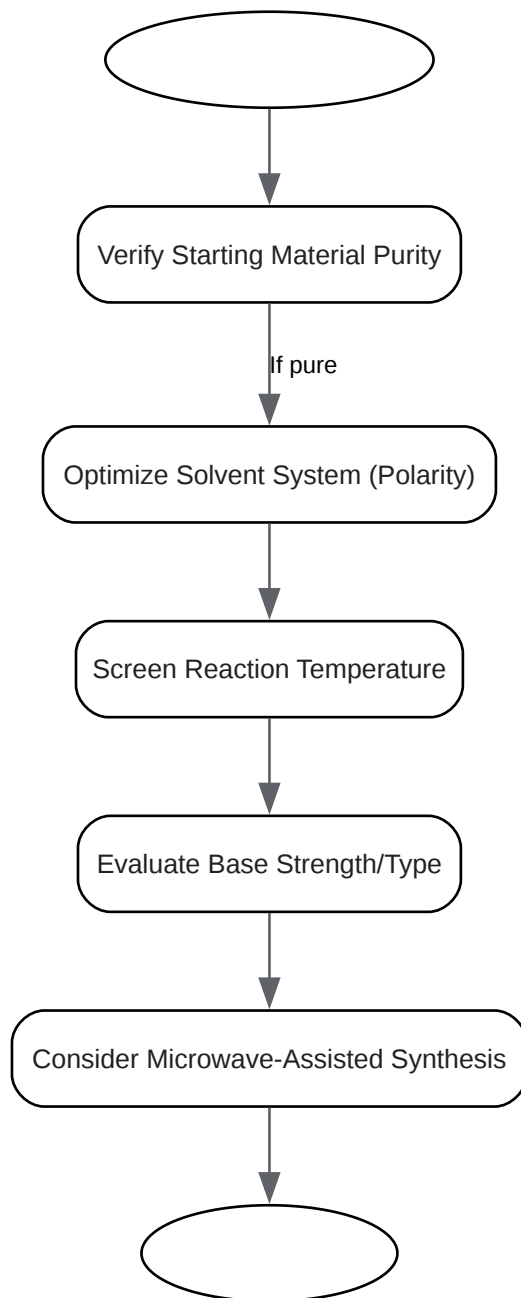 Verify Starting Material Purity
If pure
Optimize Solvent System (Polarity)
Screen Reaction Temperature
Evaluate Base Strength/Type
Consider Microwave-Assisted Synthesis